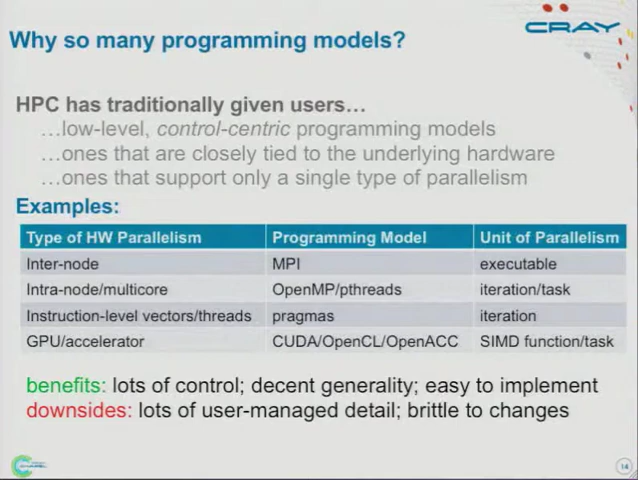 CRAY
Why so many programming models?
HPC has traditionally given users…
…low-level, control-centric programming models
…ones that are closely tied to the underlying hardware
…ones that support only a single type of parallelism
Examples:
Type of HW Parallelism Programming Model Unit of Parallelism
Inter-node MPI executable
Intra-node/multicore OpenMP/pthreads iteration/task
Instruction-level vectors/threads pragmas iteration
GPU/accelerator CUDA/OpenCL/OpenACC SIMD function/task
benefits: lots of control; decent generality; easy to implement
downsides: lots of user-managed detail; brittle to changes
CHAPEL
14